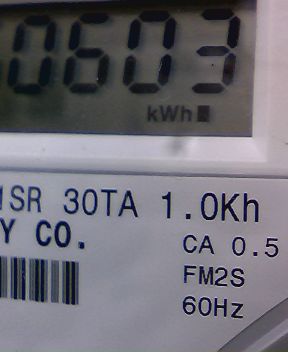 0603
kWh
SR 30TA 1.0Kh
Y CO.
CA 0.5
FM2S
60Hz